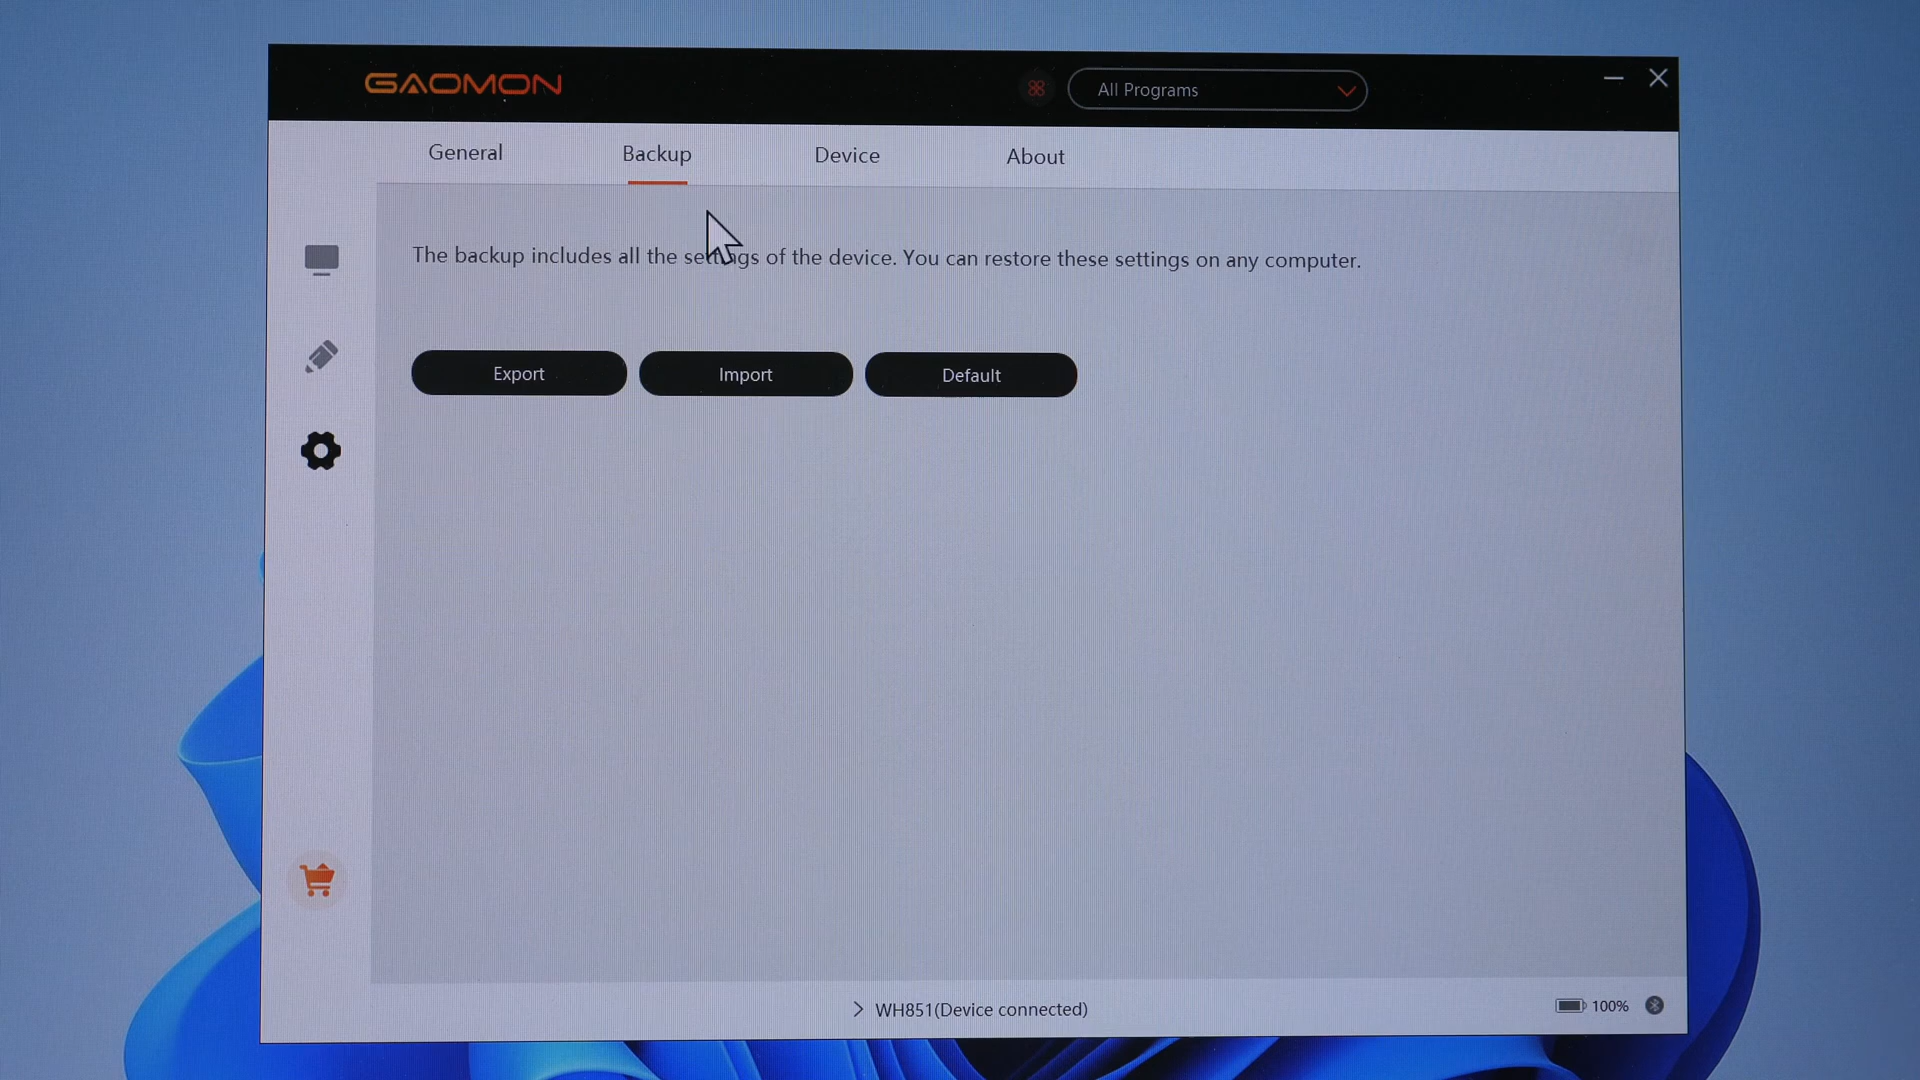 GAOMON
All Programs
General
Backup
Device
About
The backup includes all the settings of the device. You can restore these settings on any computer.
Export
Import
Default
WH851(Device connected)
100%